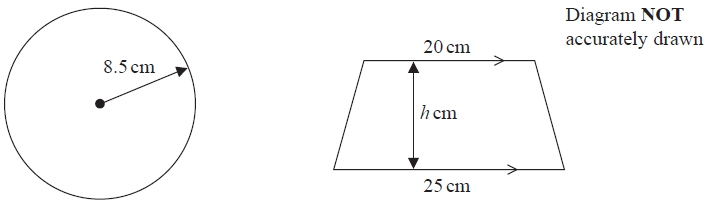 Diagram NOT
accurately drawn
8.5 cm
20 cm
h cm
25 cm